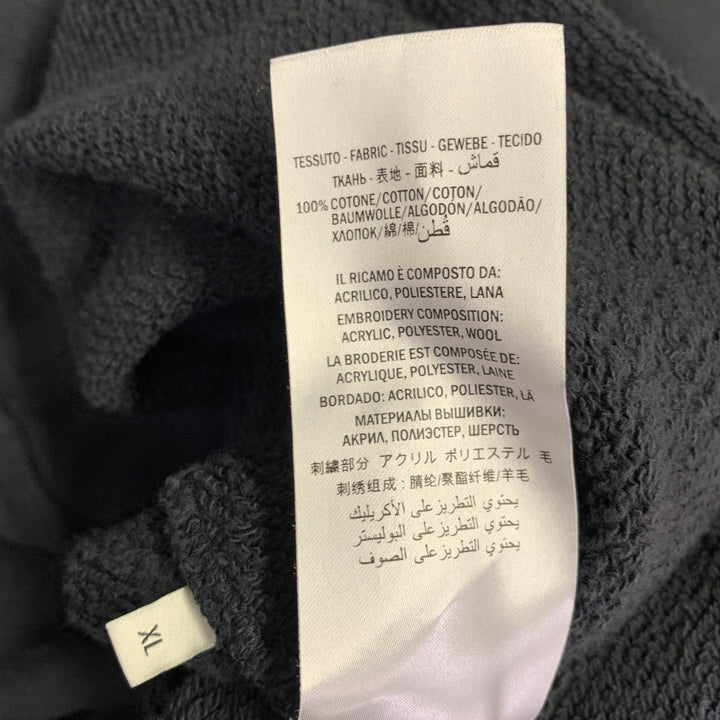 TESSUTO - FABRIC - TISSU - GEWEBE - TECIDO
ТКАНЬ - 表地 - 面料 - قماش
100% COTONE/COTTON/COTON/
BAUMWOLLE/ALGODÓN/ALGODÃO/
ХЛОПОК/綿/棉/قطن
IL RICAMO È COMPOSTO DA:
ACRILICO, POLIESTERE, LANA
EMBROIDERY COMPOSITION:
ACRYLIC, POLYESTER, WOOL
LA BRODERIE EST COMPOSÉE DE:
ACRYLIQUE, POLYESTER, LAINE
BORDADO: ACRILICO, POLIESTER, LÃ
МАТЕРИАЛЫ ВЫШИВКИ:
АКРИЛ, ПОЛИЭСТЕР, ШЕРСТЬ
刺繍部分 アクリル ポリエステル 毛
刺绣组成 : 腈纶/聚酯纤维/羊毛
يحتوي التطريز على الأكريليك
يحتوي التطريز على البوليستر
يحتوي التطريز على الصوف
XL